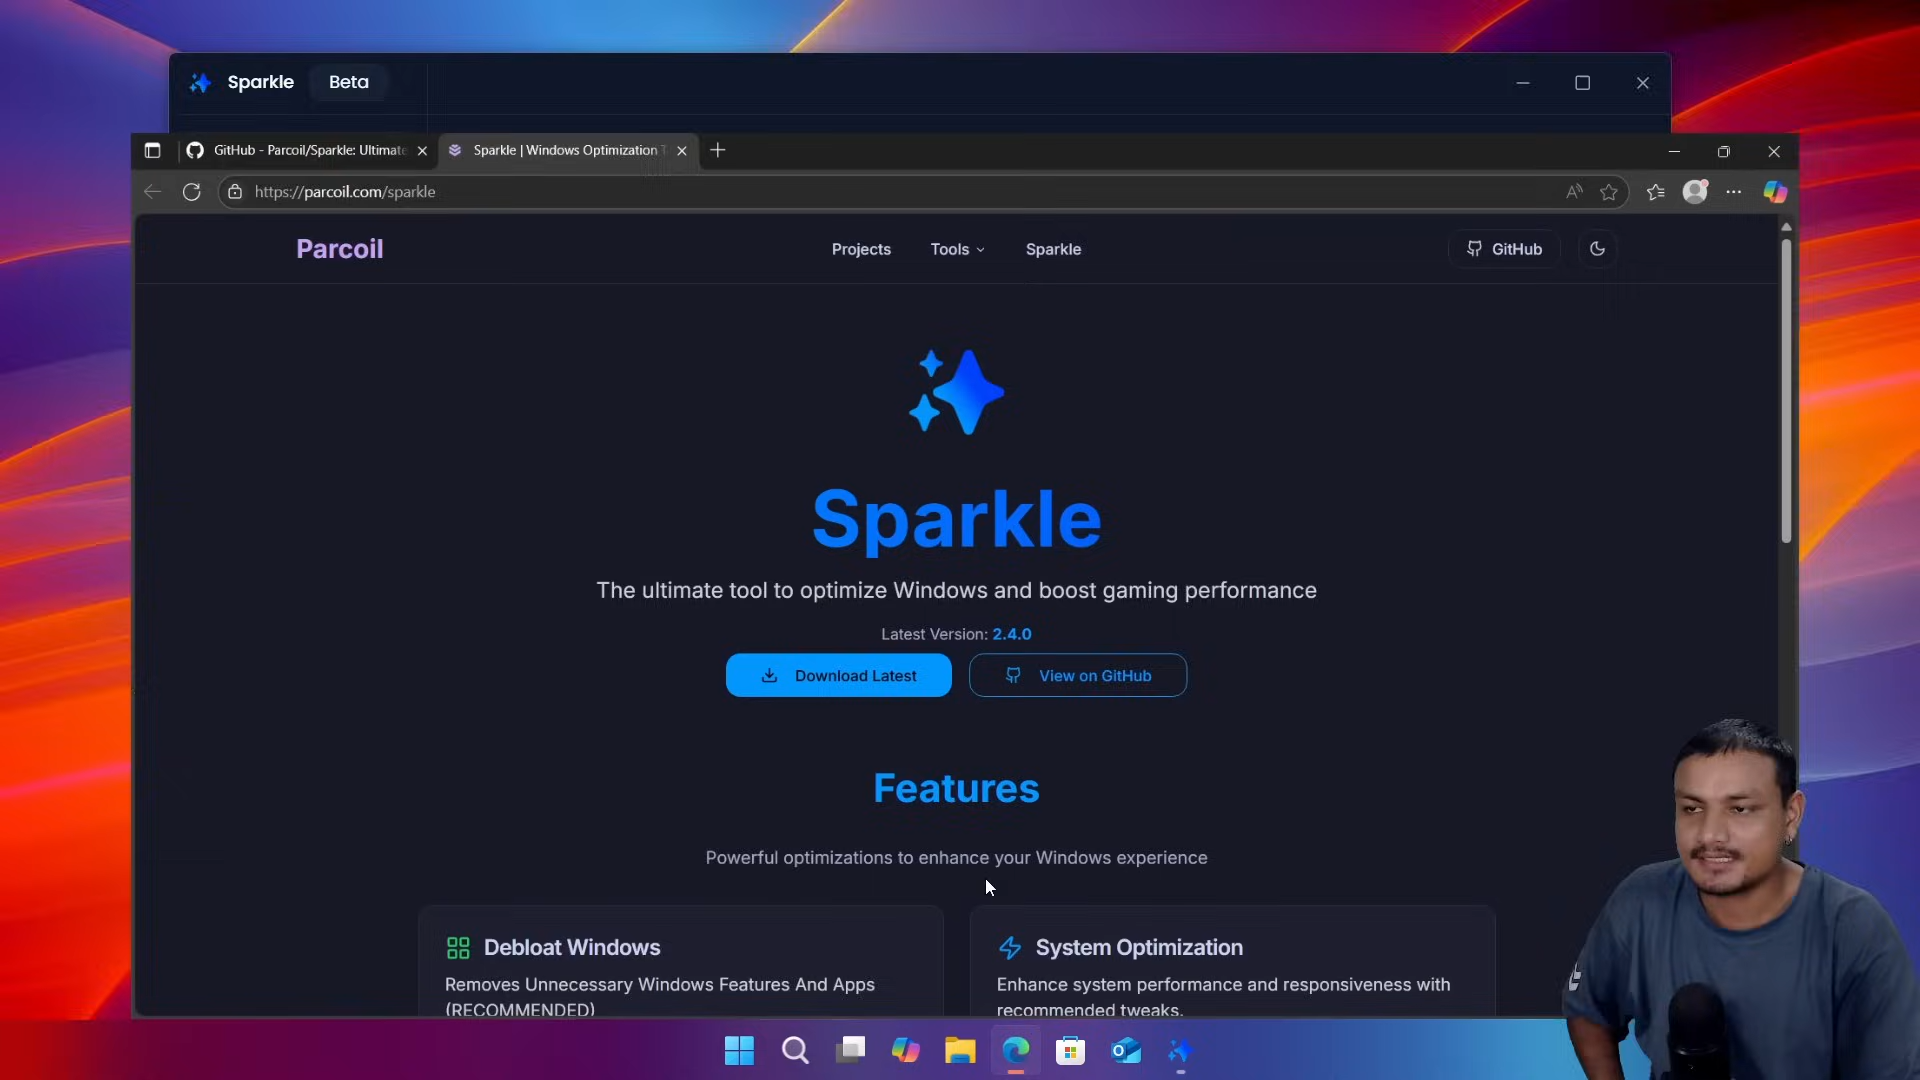 Sparkle Beta
GitHub - Parcoil/Sparkle: Ultimate
Sparkle | Windows Optimization T
https://parcoil.com/sparkle
Parcoil
Projects
Tools
Sparkle
GitHub
Sparkle
The ultimate tool to optimize Windows and boost gaming performance
Latest Version: 2.4.0
Download Latest
View on GitHub
Features
Powerful optimizations to enhance your Windows experience
Debloat Windows
Removes Unnecessary Windows Features And Apps
(RECOMMENDED)
System Optimization
Enhance system performance and responsiveness with
recommended tweaks.